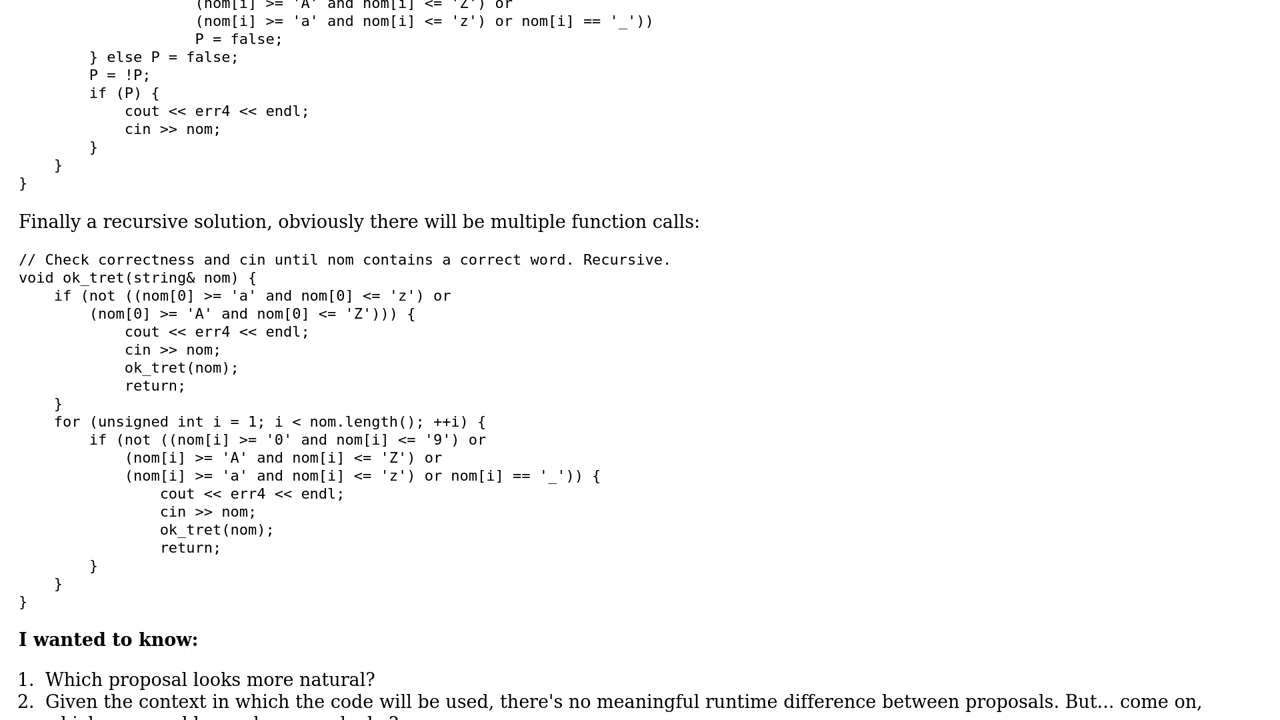 (nom[i] >= 'A' and nom[i] <= 'Z') or
(nom[i] >= 'a' and nom[i] <= 'z') or nom[i] == '_'))
P = false;
} else P = false;
P = !P;
if (P) {
cout << err4 << endl;
cin >> nom;
}
}
}
Finally a recursive solution, obviously there will be multiple function calls:
// Check correctness and cin until nom contains a correct word. Recursive.
void ok_tret(string& nom) {
if (not ((nom[0] >= 'a' and nom[0] <= 'z') or
(nom[0] >= 'A' and nom[0] <= 'Z'))) {
cout << err4 << endl;
cin >> nom;
ok_tret(nom);
return;
}
for (unsigned int i = 1; i < nom.length(); ++i) {
if (not ((nom[i] >= '0' and nom[i] <= '9') or
(nom[i] >= 'A' and nom[i] <= 'Z') or
(nom[i] >= 'a' and nom[i] <= 'z') or nom[i] == '_')) {
cout << err4 << endl;
cin >> nom;
ok_tret(nom);
return;
}
}
}
I wanted to know:
1. Which proposal looks more natural?
2. Given the context in which the code will be used, there's no meaningful runtime difference between proposals. But... come on,